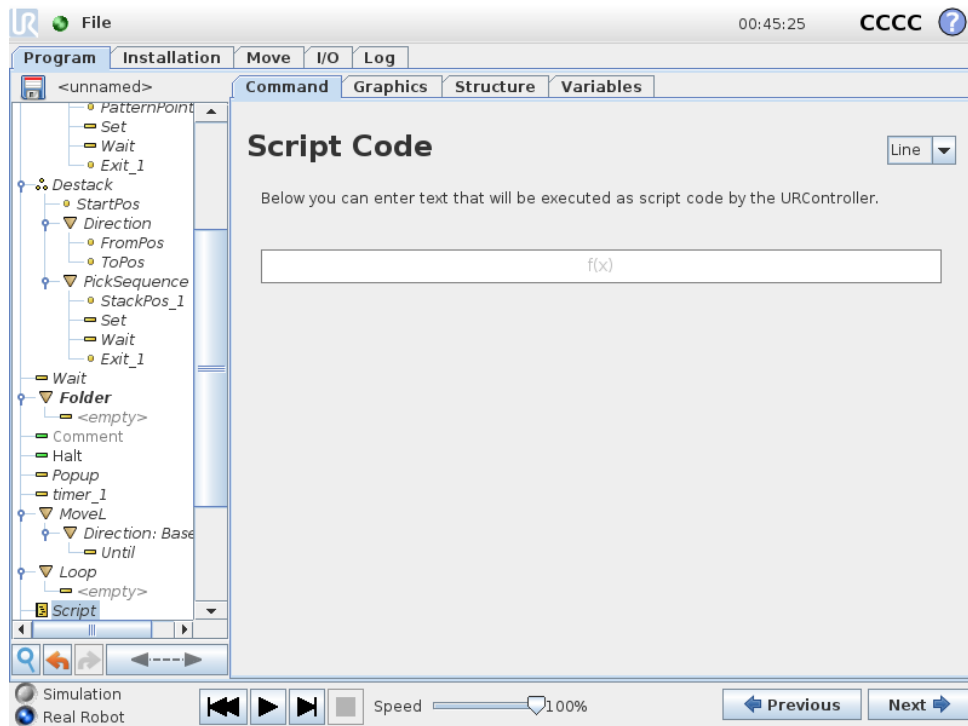 UR File 00:45:25 CCCC ?
Program Installation Move I/O Log
<unnamed> Command Graphics Structure Variables
PatternPoint
Set
Wait
Exit_1
Destack
StartPos
Direction
FromPos
ToPos
PickSequence
StackPos_1
Set
Wait
Exit_1
Wait
Folder
<empty>
Comment
Halt
Popup
timer_1
MoveL
Direction: Base
Until
Loop
<empty>
Script
Script Code
Line
Below you can enter text that will be executed as script code by the URController.
f(x)
Simulation
Real Robot
Speed 100%
Previous Next